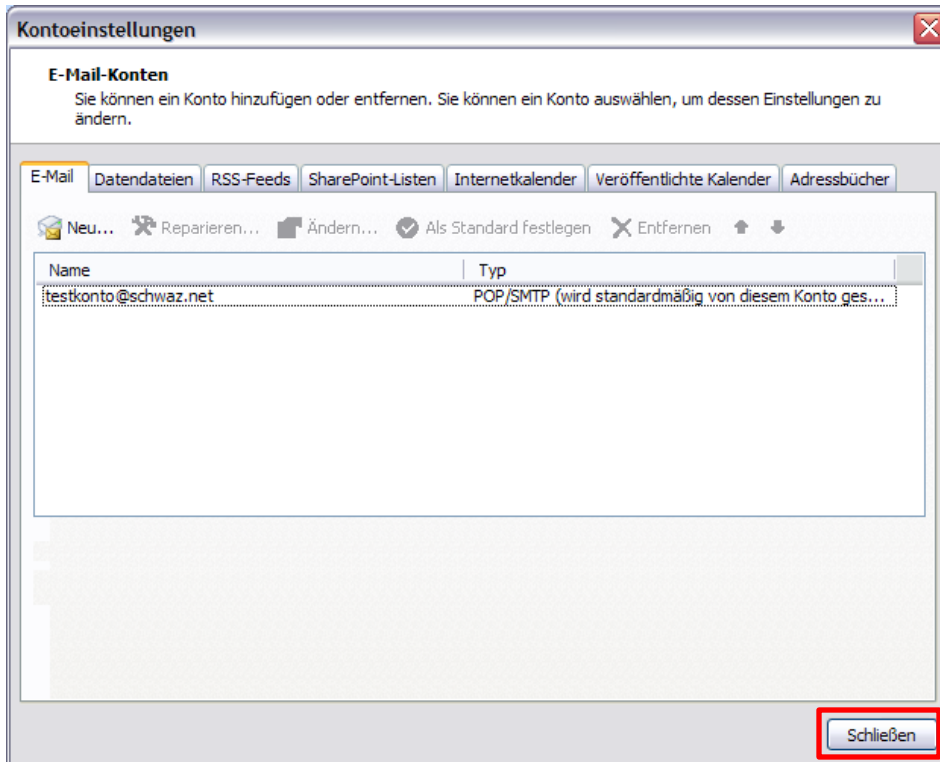 Kontoeinstellungen
E-Mail-Konten
Sie können ein Konto hinzufügen oder entfernen. Sie können ein Konto auswählen, um dessen Einstellungen zu
ändern.
E-Mail Datendateien RSS-Feeds SharePoint-Listen Internetkalender Veröffentlichte Kalender Adressbücher
Neu... Reparieren... Ändern... Als Standard festlegen Entfernen
Name Typ
testkonto@schwaz.net POP/SMTP (wird standardmäßig von diesem Konto ges...
Schließen